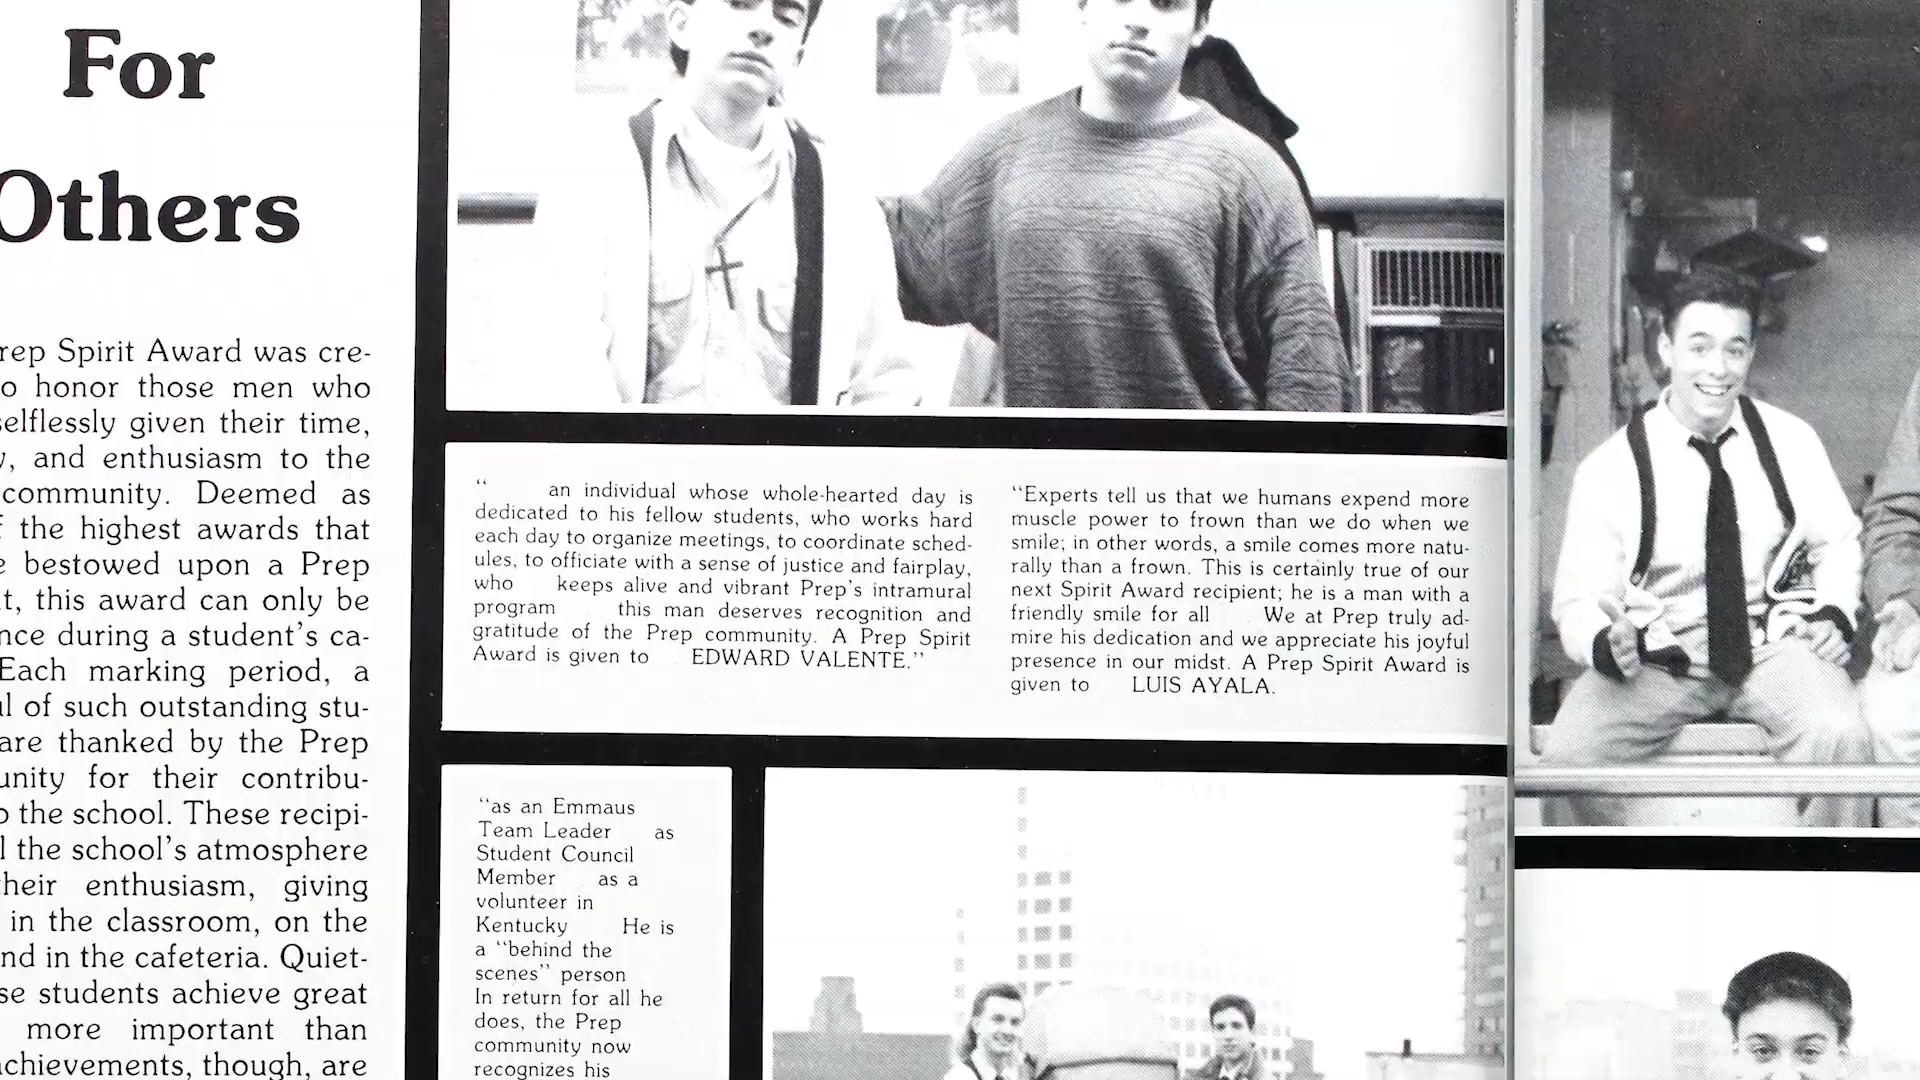 For
Others
rep Spirit Award was cre-
o honor those men who
selflessly given their time,
y, and enthusiasm to the
community. Deemed as
f the highest awards that
e bestowed upon a Prep
t, this award can only be
nce during a student's ca-
Each marking period, a
ul of such outstanding stu-
are thanked by the Prep
unity for their contribu-
o the school. These recipi-
l the school's atmosphere
their enthusiasm, giving
in the classroom, on the
nd in the cafeteria. Quiet-
se students achieve great
more important than
achievements, though, are
“ an individual whose whole-hearted day is
dedicated to his fellow students, who works hard
each day to organize meetings, to coordinate sched-
ules, to officiate with a sense of justice and fairplay,
who keeps alive and vibrant Prep's intramural
program this man deserves recognition and
gratitude of the Prep community. A Prep Spirit
Award is given to EDWARD VALENTE.”
“Experts tell us that we humans expend more
muscle power to frown than we do when we
smile; in other words, a smile comes more natu-
rally than a frown. This is certainly true of our
next Spirit Award recipient; he is a man with a
friendly smile for all We at Prep truly ad-
mire his dedication and we appreciate his joyful
presence in our midst. A Prep Spirit Award is
given to LUIS AYALA.
“as an Emmaus
Team Leader as
Student Council
Member as a
volunteer in
Kentucky He is
a “behind the
scenes” person
In return for all he
does, the Prep
community now
recognizes his